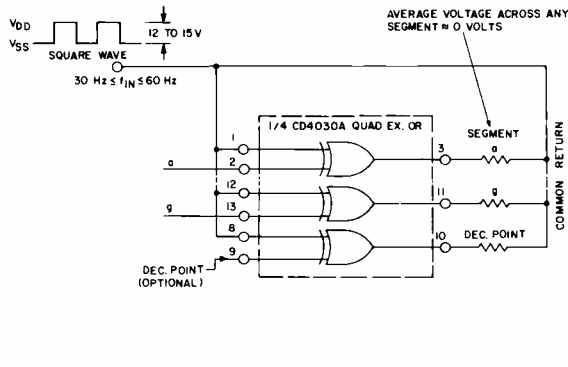 AVERAGE VOLTAGE ACROSS ANY
SEGMENT ≈ 0 VOLTS
VDD
VSS
12 TO 15 V
SQUARE WAVE
30 Hz ≤ fIN ≤ 60 Hz
1/4 CD4030A QUAD EX. OR
SEGMENT
1
3
a
a
2
12
11
g
g
13
8
10
DEC. POINT
9
DEC. POINT
(OPTIONAL)
COMMON RETURN